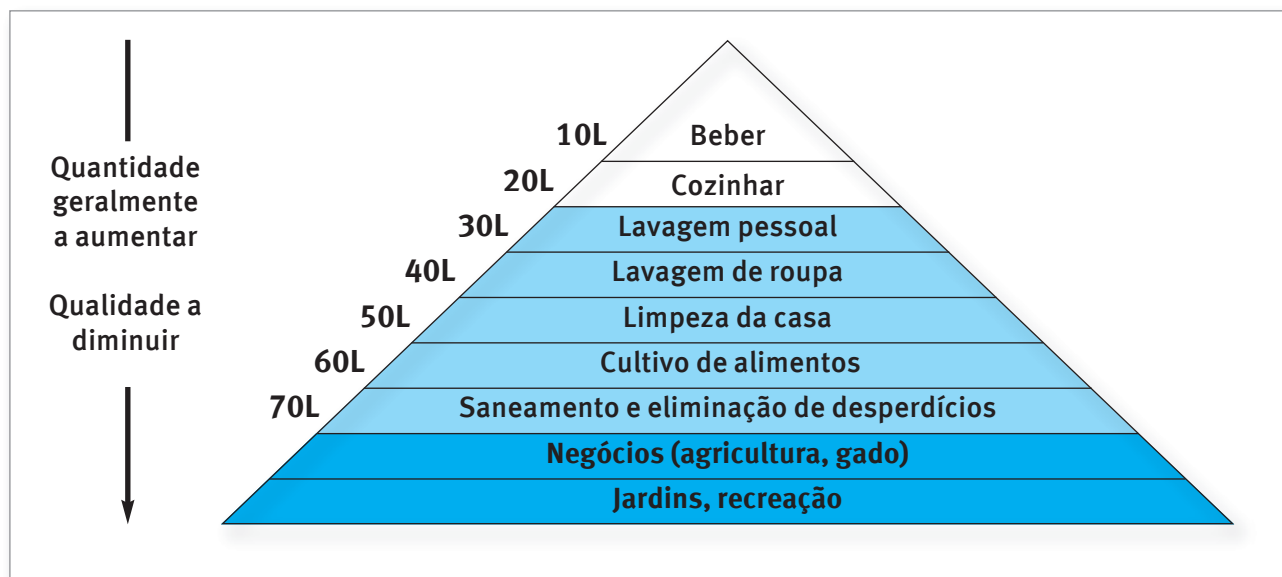 Quantidade
geralmente
a aumentar
Qualidade a
diminuir
10L Beber
20L Cozinhar
30L Lavagem pessoal
40L Lavagem de roupa
50L Limpeza da casa
60L Cultivo de alimentos
70L Saneamento e eliminação de desperdícios
Negócios (agricultura, gado)
Jardins, recreação